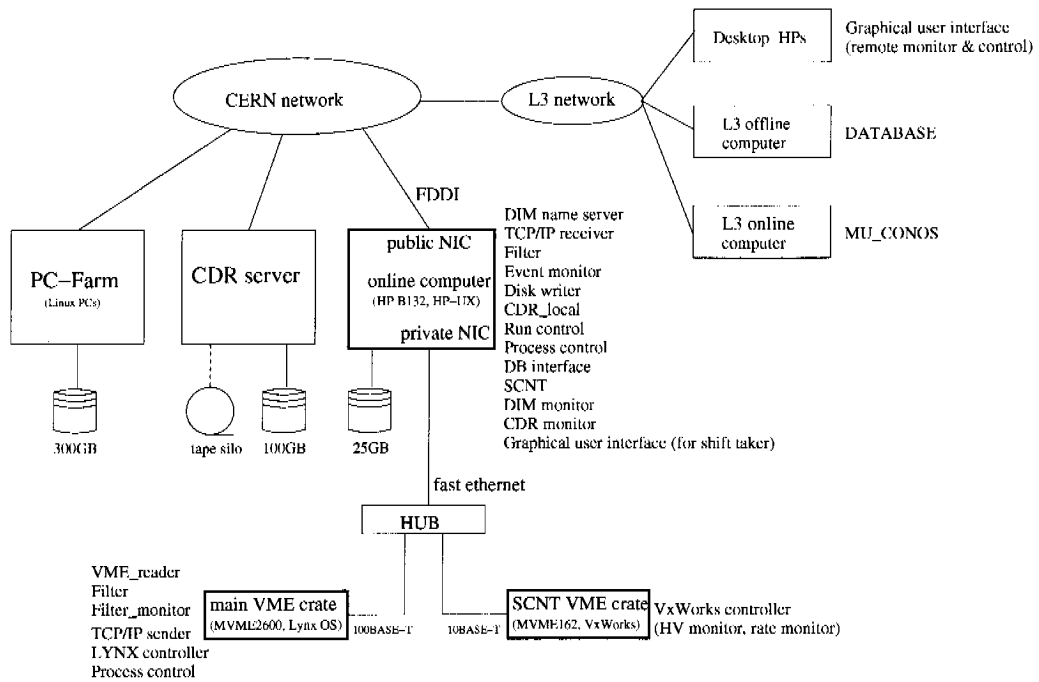 Desktop HPs
Graphical user interface
(remote monitor & control)
CERN network
L3 network
L3 offline
computer
DATABASE
FDDI
L3 online
computer
MU_CONOS
PC–Farm
(Linux PCs)
CDR server
public NIC
online computer
(HP B132, HP–UX)
private NIC
DIM name server
TCP/IP receiver
Filter
Event monitor
Disk writer
CDR_local
Run control
Process control
DB interface
SCNT
DIM monitor
CDR monitor
Graphical user interface (for shift taker)
300GB
tape silo
100GB
25GB
fast ethernet
HUB
VME_reader
Filter
Filter_monitor
TCP/IP sender
LYNX controller
Process control
main VME crate
(MVME2600, Lynx OS)
100BASE–T
10BASE–T
SCNT VME crate
(MVME162, VxWorks)
VxWorks controller
(HV monitor, rate monitor)